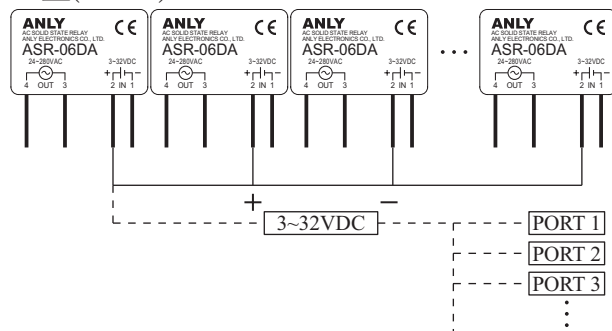 ANLY CE
AC SOLID STATE RELAY
ANLY ELECTRONICS CO., LTD.
ASR-06DA
24~280VAC 3~32VDC
+ −
4 OUT 3 2 IN 1
ANLY CE
AC SOLID STATE RELAY
ANLY ELECTRONICS CO., LTD.
ASR-06DA
24~280VAC 3~32VDC
+ −
4 OUT 3 2 IN 1
ANLY CE
AC SOLID STATE RELAY
ANLY ELECTRONICS CO., LTD.
ASR-06DA
24~280VAC 3~32VDC
+ −
4 OUT 3 2 IN 1
...
ANLY CE
AC SOLID STATE RELAY
ANLY ELECTRONICS CO., LTD.
ASR-06DA
24~280VAC 3~32VDC
+ −
4 OUT 3 2 IN 1
+ −
3~32VDC
PORT 1
PORT 2
PORT 3